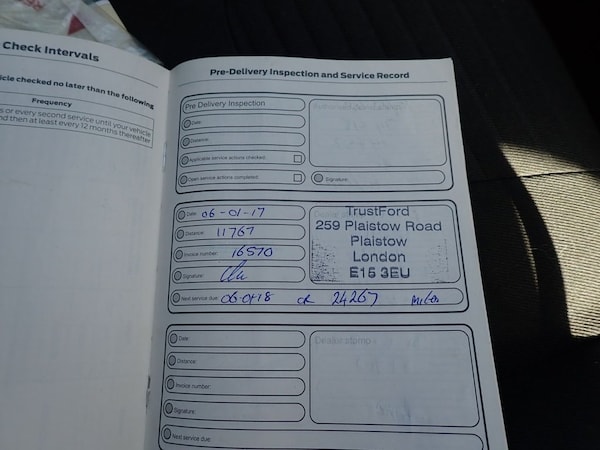 Check Intervals
icle checked no later than the following
Frequency
s or every second service until your vehicle
nd then at least every 12 months thereafter
Pre-Delivery Inspection and Service Record
Pre Delivery Inspection
Date:
Distance:
Applicable service actions checked:
Open service actions completed:
Signature:
Date: 06-01-17
Distance: 11767
Invoice number: 16570
Signature:
Next service due: 06-01-18 OR 24267 Miles
TrustFord
259 Plaistow Road
Plaistow
London
E15 3EU
Date:
Distance:
Invoice number:
Signature:
Next service due:
Dealer stamp: